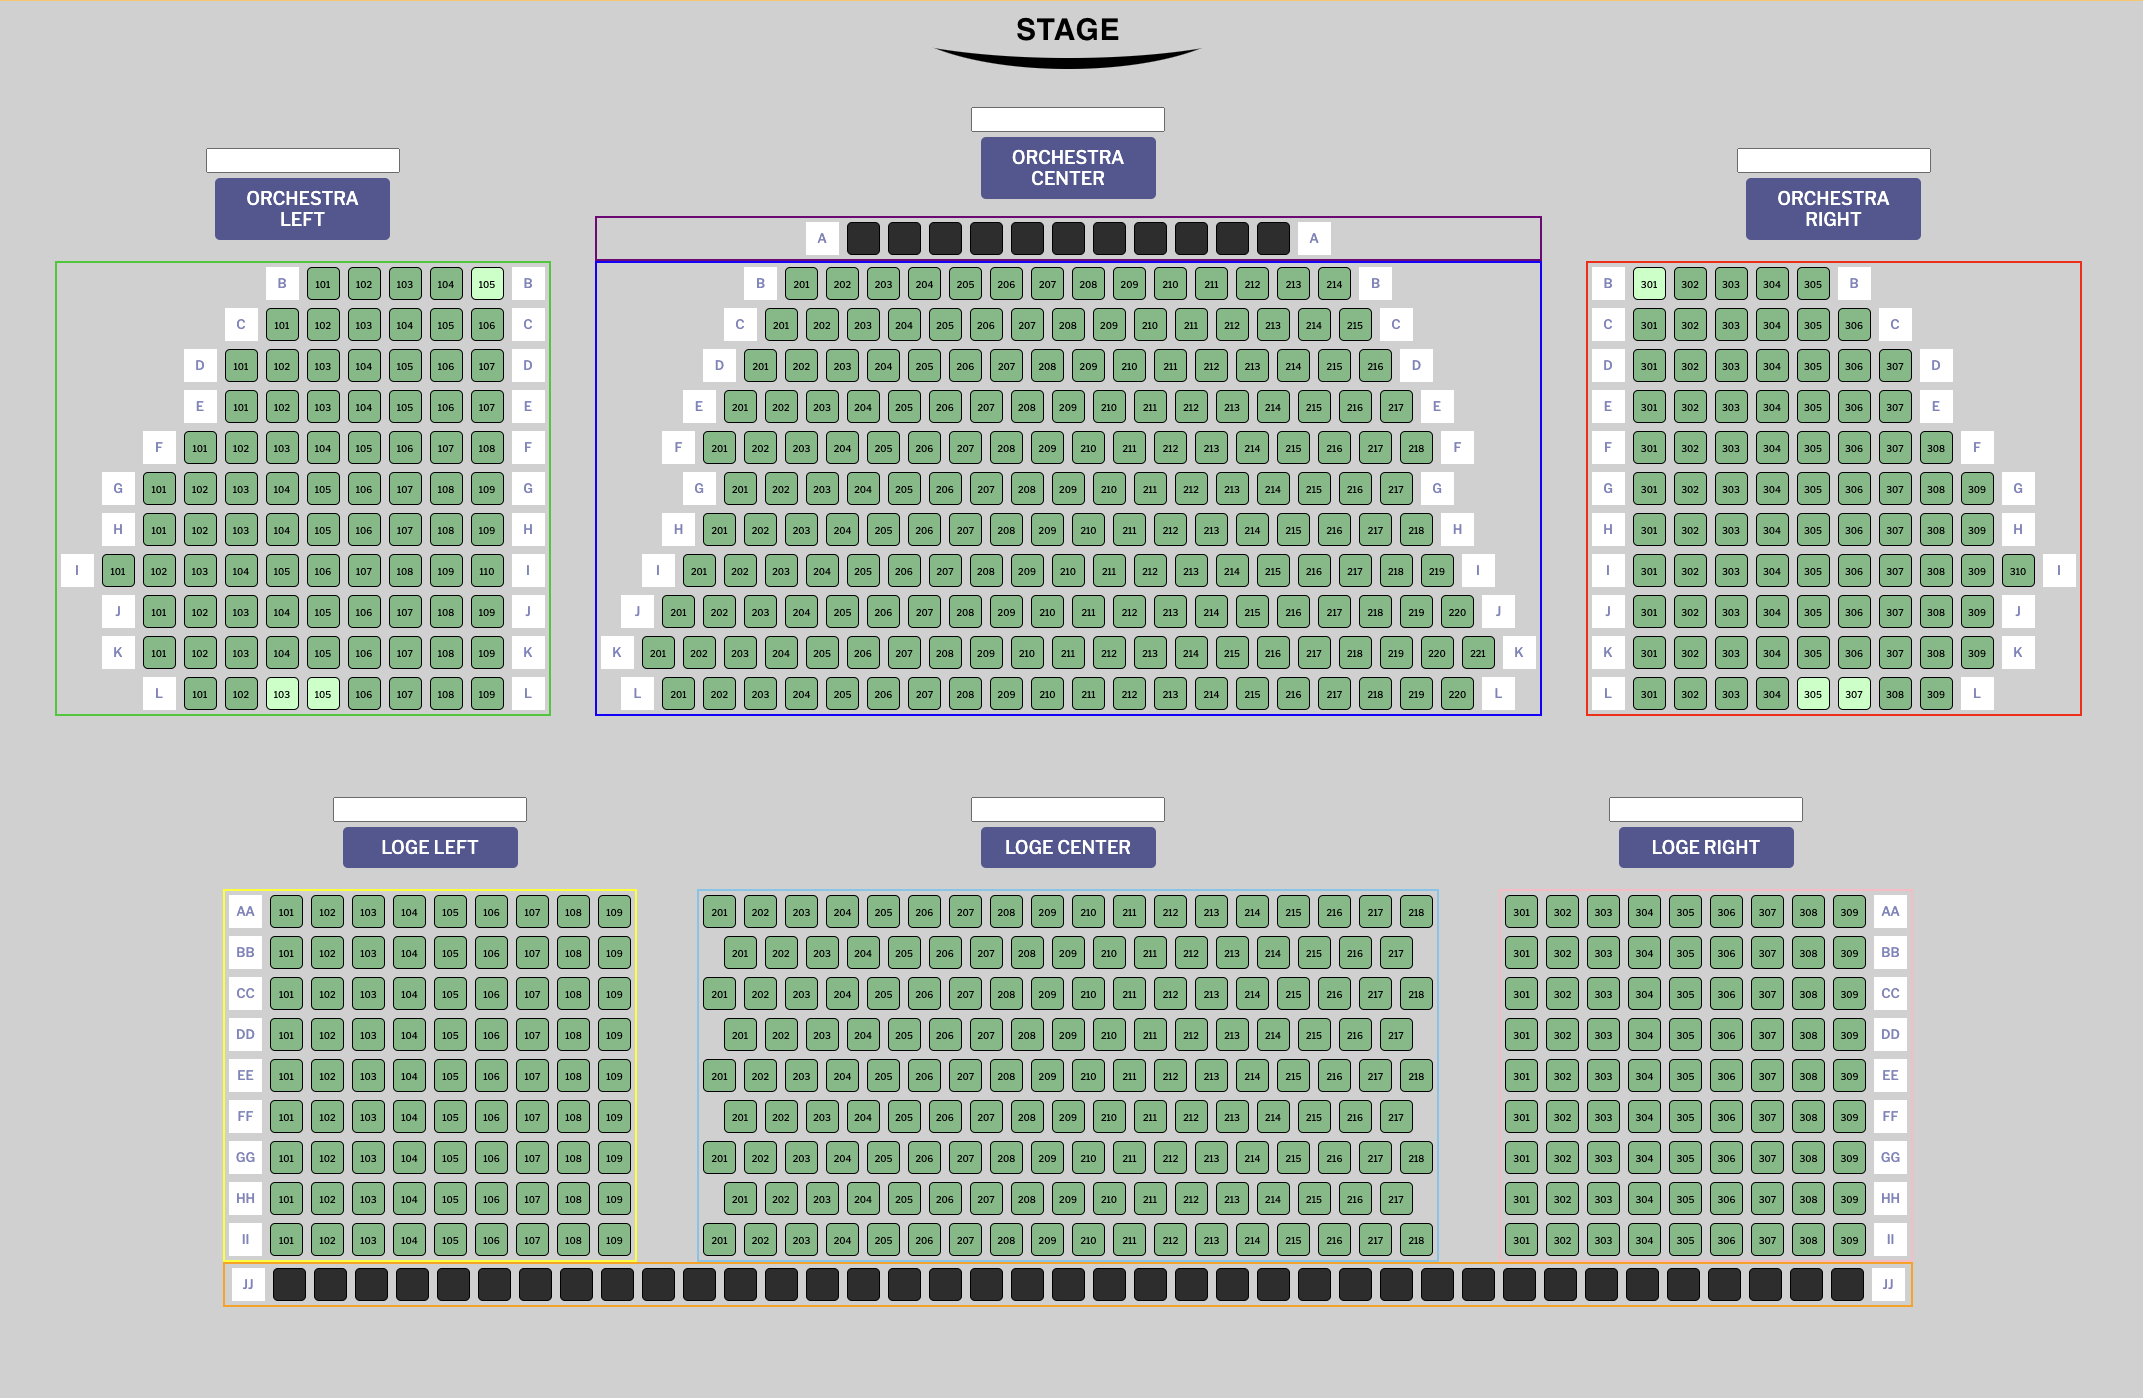 STAGE
ORCHESTRA
CENTER
ORCHESTRA
LEFT
ORCHESTRA
RIGHT
A A
B 101 102 103 104 105 B
C 101 102 103 104 105 106 C
D 101 102 103 104 105 106 107 D
E 101 102 103 104 105 106 107 E
F 101 102 103 104 105 106 107 108 F
G 101 102 103 104 105 106 107 108 109 G
H 101 102 103 104 105 106 107 108 109 H
I 101 102 103 104 105 106 107 108 109 110 I
J 101 102 103 104 105 106 107 108 109 J
K 101 102 103 104 105 106 107 108 109 K
L 101 102 103 105 106 107 108 109 L
B 201 202 203 204 205 206 207 208 209 210 211 212 213 214 B
C 201 202 203 204 205 206 207 208 209 210 211 212 213 214 215 C
D 201 202 203 204 205 206 207 208 209 210 211 212 213 214 215 216 D
E 201 202 203 204 205 206 207 208 209 210 211 212 213 214 215 216 217 E
F 201 202 203 204 205 206 207 208 209 210 211 212 213 214 215 216 217 218 F
G 201 202 203 204 205 206 207 208 209 210 211 212 213 214 215 216 217 G
H 201 202 203 204 205 206 207 208 209 210 211 212 213 214 215 216 217 218 H
I 201 202 203 204 205 206 207 208 209 210 211 212 213 214 215 216 217 218 219 I
J 201 202 203 204 205 206 207 208 209 210 211 212 213 214 215 216 217 218 219 220 J
K 201 202 203 204 205 206 207 208 209 210 211 212 213 214 215 216 217 218 219 220 221 K
L 201 202 203 204 205 206 207 208 209 210 211 212 213 214 215 216 217 218 219 220 L
B 301 302 303 304 305 B
C 301 302 303 304 305 306 C
D 301 302 303 304 305 306 307 D
E 301 302 303 304 305 306 307 E
F 301 302 303 304 305 306 307 308 F
G 301 302 303 304 305 306 307 308 309 G
H 301 302 303 304 305 306 307 308 309 H
I 301 302 303 304 305 306 307 308 309 310 I
J 301 302 303 304 305 306 307 308 309 J
K 301 302 303 304 305 306 307 308 309 K
L 301 302 303 304 305 307 308 309 L
LOGE LEFT
LOGE CENTER
LOGE RIGHT
AA 101 102 103 104 105 106 107 108 109
BB 101 102 103 104 105 106 107 108 109
CC 101 102 103 104 105 106 107 108 109
DD 101 102 103 104 105 106 107 108 109
EE 101 102 103 104 105 106 107 108 109
FF 101 102 103 104 105 106 107 108 109
GG 101 102 103 104 105 106 107 108 109
HH 101 102 103 104 105 106 107 108 109
II 101 102 103 104 105 106 107 108 109
201 202 203 204 205 206 207 208 209 210 211 212 213 214 215 216 217 218
201 202 203 204 205 206 207 208 209 210 211 212 213 214 215 216 217
201 202 203 204 205 206 207 208 209 210 211 212 213 214 215 216 217 218
201 202 203 204 205 206 207 208 209 210 211 212 213 214 215 216 217
201 202 203 204 205 206 207 208 209 210 211 212 213 214 215 216 217 218
201 202 203 204 205 206 207 208 209 210 211 212 213 214 215 216 217
201 202 203 204 205 206 207 208 209 210 211 212 213 214 215 216 217 218
201 202 203 204 205 206 207 208 209 210 211 212 213 214 215 216 217
201 202 203 204 205 206 207 208 209 210 211 212 213 214 215 216 217 218
301 302 303 304 305 306 307 308 309 AA
301 302 303 304 305 306 307 308 309 BB
301 302 303 304 305 306 307 308 309 CC
301 302 303 304 305 306 307 308 309 DD
301 302 303 304 305 306 307 308 309 EE
301 302 303 304 305 306 307 308 309 FF
301 302 303 304 305 306 307 308 309 GG
301 302 303 304 305 306 307 308 309 HH
301 302 303 304 305 306 307 308 309 II
JJ JJ